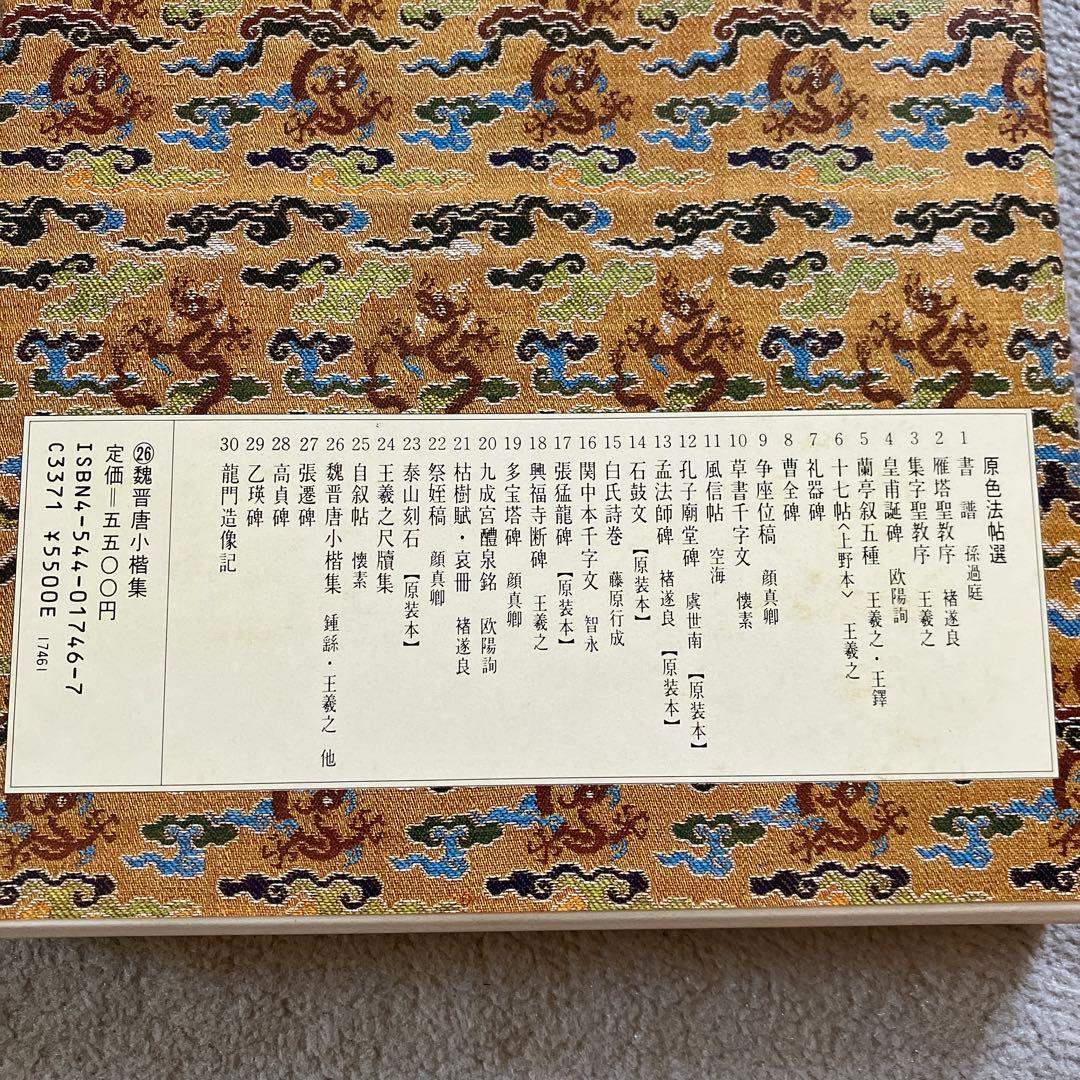 原色法帖選
1 書譜 孫過庭
2 雁塔聖教序 褚遂良
3 集字聖教序 王羲之
4 皇甫誕碑 欧陽詢
5 蘭亭叙五種 王羲之・王鐸
6 十七帖〈上野本〉 王羲之
7 礼器碑
8 曹全碑
9 争座位稿 顔真卿
10 草書千字文 懐素
11 風信帖 空海
12 孔子廟堂碑 虞世南 【原装本】
13 孟法師碑 褚遂良 【原装本】
14 石鼓文 【原装本】
15 白氏詩巻 藤原行成
16 関中本千字文 智永
17 張猛龍碑 【原装本】
18 興福寺断碑 王羲之
19 多宝塔碑 顔真卿
20 九成宮醴泉銘 欧陽詢
21 枯樹賦・哀冊 褚遂良
22 祭姪稿 顔真卿
23 泰山刻石 【原装本】
24 王羲之尺牘集
25 自叙帖 懐素
26 魏晋唐小楷集 鍾繇・王羲之 他
27 張遷碑
28 高貞碑
29 乙瑛碑
30 龍門造像記
㉖魏晋唐小楷集
定価＝五五〇〇円
ISBN4-544-01746-7
C3371 ¥5500E
1746I